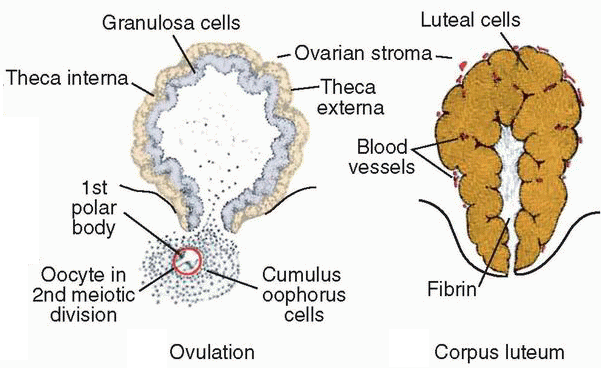 Granulosa cells
Theca interna
Ovarian stroma
Theca
externa
1st
polar
body
Oocyte in
2nd meiotic
division
Cumulus
oophorus
cells
Ovulation
Luteal cells
Blood
vessels
Fibrin
Corpus luteum